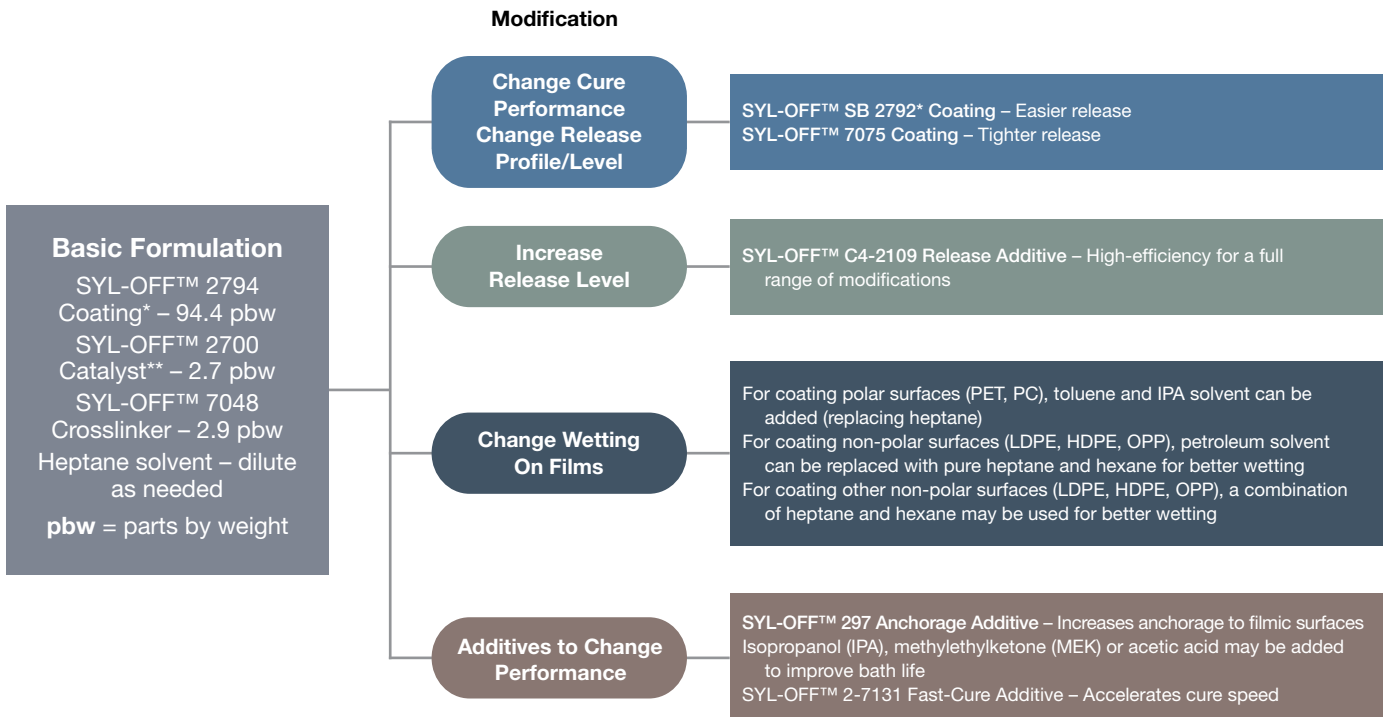 Modification
Basic Formulation
SYL-OFF™ 2794
Coating* – 94.4 pbw
SYL-OFF™ 2700
Catalyst** – 2.7 pbw
SYL-OFF™ 7048
Crosslinker – 2.9 pbw
Heptane solvent – dilute
as needed
pbw = parts by weight
Change Cure
Performance
Change Release
Profile/Level
SYL-OFF™ SB 2792* Coating – Easier release
SYL-OFF™ 7075 Coating – Tighter release
Increase
Release Level
SYL-OFF™ C4-2109 Release Additive – High-efficiency for a full
range of modifications
Change Wetting
On Films
For coating polar surfaces (PET, PC), toluene and IPA solvent can be
added (replacing heptane)
For coating non-polar surfaces (LDPE, HDPE, OPP), petroleum solvent
can be replaced with pure heptane and hexane for better wetting
For coating other non-polar surfaces (LDPE, HDPE, OPP), a combination
of heptane and hexane may be used for better wetting
Additives to Change
Performance
SYL-OFF™ 297 Anchorage Additive – Increases anchorage to filmic surfaces
Isopropanol (IPA), methylethylketone (MEK) or acetic acid may be added
to improve bath life
SYL-OFF™ 2-7131 Fast-Cure Additive – Accelerates cure speed